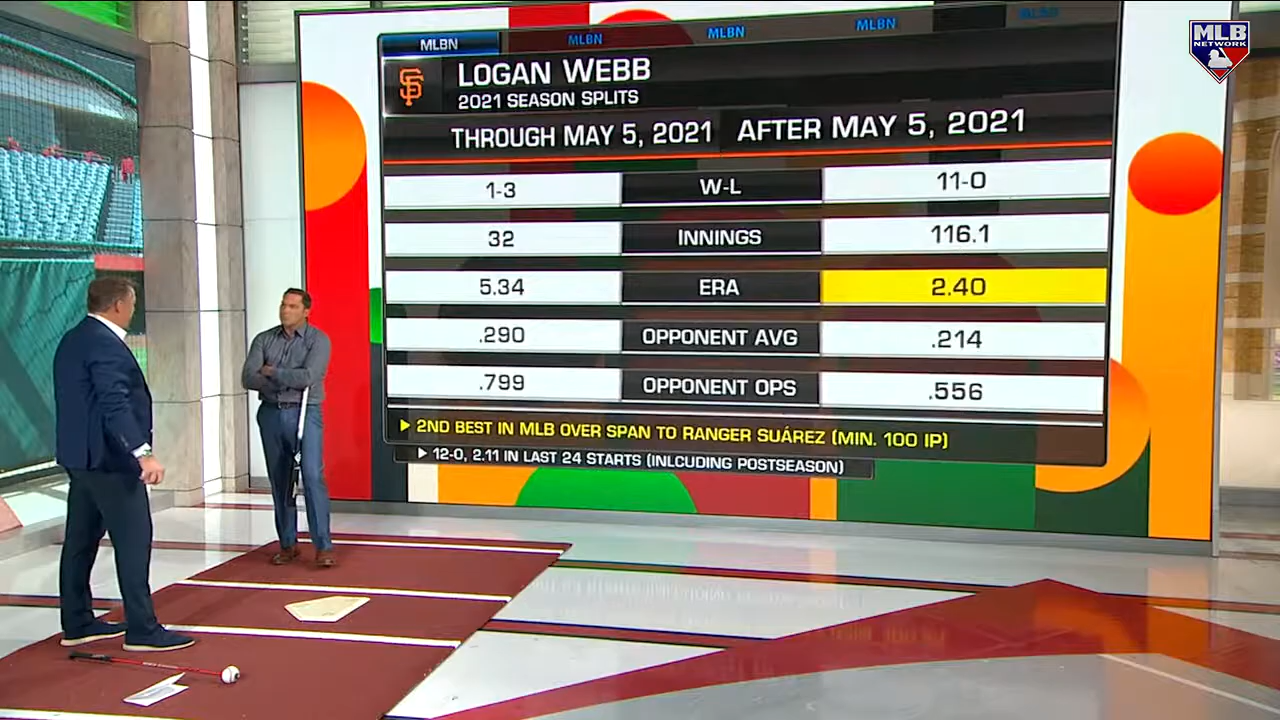 MLBN MLBN MLBN MLBN
MLB
NETWORK
SF
LOGAN WEBB
2021 SEASON SPLITS
THROUGH MAY 5, 2021 AFTER MAY 5, 2021
1-3 W-L 11-0
32 INNINGS 116.1
5.34 ERA 2.40
.290 OPPONENT AVG .214
.799 OPPONENT OPS .556
2ND BEST IN MLB OVER SPAN TO RANGER SUÁREZ (MIN. 100 IP)
12-0, 2.11 IN LAST 24 STARTS (INLCUDING POSTSEASON)